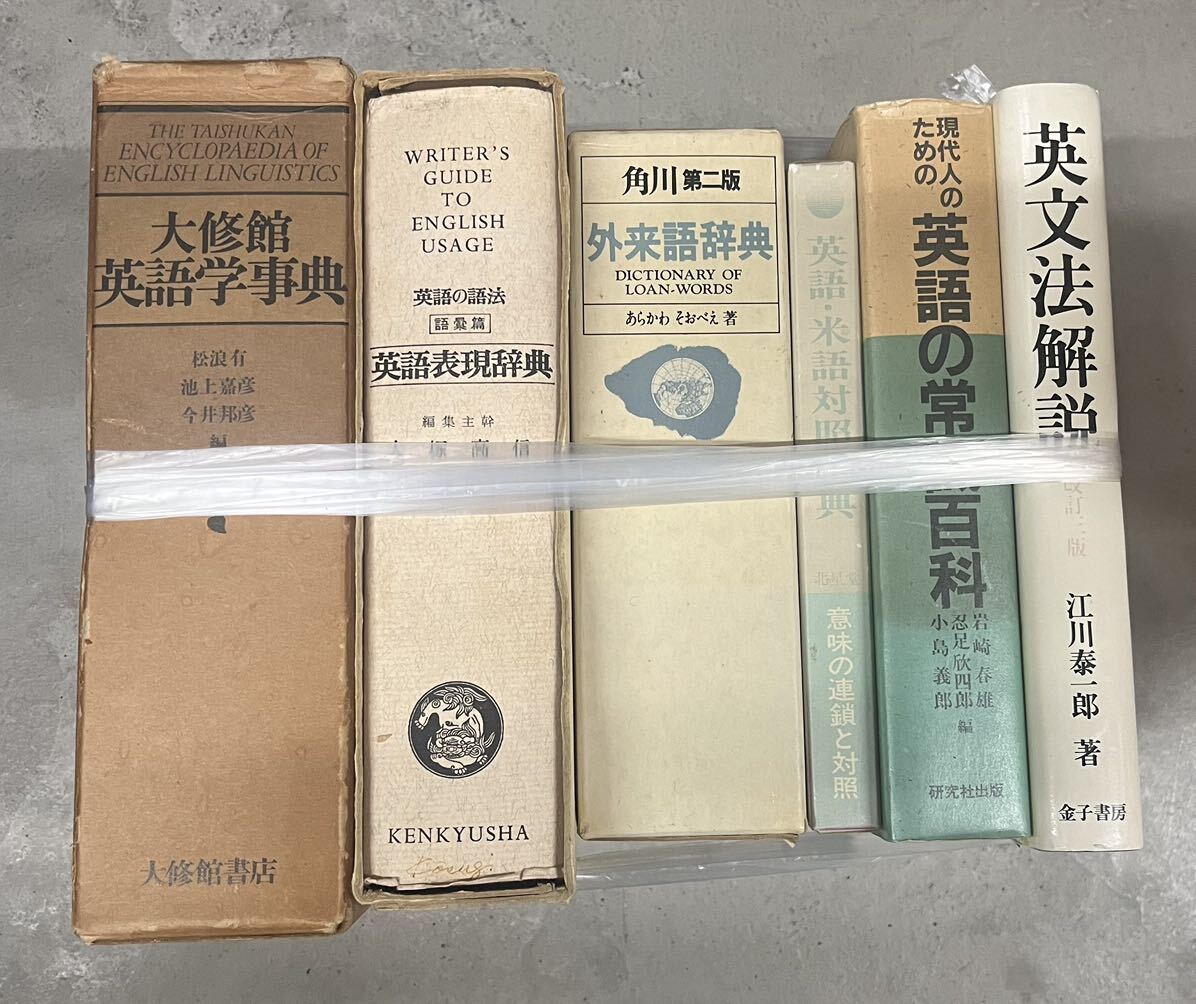 THE TAISHUKAN
ENCYCLOPAEDIA OF
ENGLISH LINGUISTICS
大修館
英語学事典
松浪有
池上嘉彦
今井邦彦
編
大修館書店
WRITER'S
GUIDE
TO
ENGLISH
USAGE
英語の語法
語彙篇
英語表現辞典
編集主幹
KENKYUSHA
Kosugi
角川 第二版
外来語辞典
DICTIONARY OF
LOAN-WORDS
あらかわ そおべえ 著
英語・米語対照
典
北星堂
意味の連鎖と対照
現代人の
ための
英語の常
百科
岩崎春雄
忍足欣四郎
小島義郎
編
研究社出版
英文法解説
改訂三版
江川泰一郎 著
金子書房